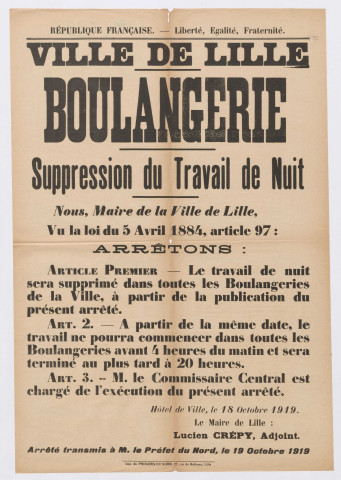 RÉPUBLIQUE FRANÇAISE. — Liberté, Egalité, Fraternité.
VILLE DE LILLE
BOULANGERIE
Suppression du Travail de Nuit
Nous, Maire de la Ville de Lille,
Vu la loi du 5 Avril 1884, article 97 :
ARRÊTONS :
ARTICLE PREMIER — Le travail de nuit
sera supprimé dans toutes les Boulangeries
de la Ville, à partir de la publication du
présent arrêté.
ART. 2. — A partir de la même date, le
travail ne pourra commencer dans toutes les
Boulangeries avant 4 heures du matin et sera
terminé au plus tard à 20 heures.
ART. 3. - M. le Commissaire Central est
chargé de l'exécution du présent arrêté.
Hôtel de Ville, le 18 Octobre 1919.
Le Maire de Lille :
Lucien CRÉPY, Adjoint.
Arrêté transmis à M. le Préfet du Nord, le 19 Octobre 1919